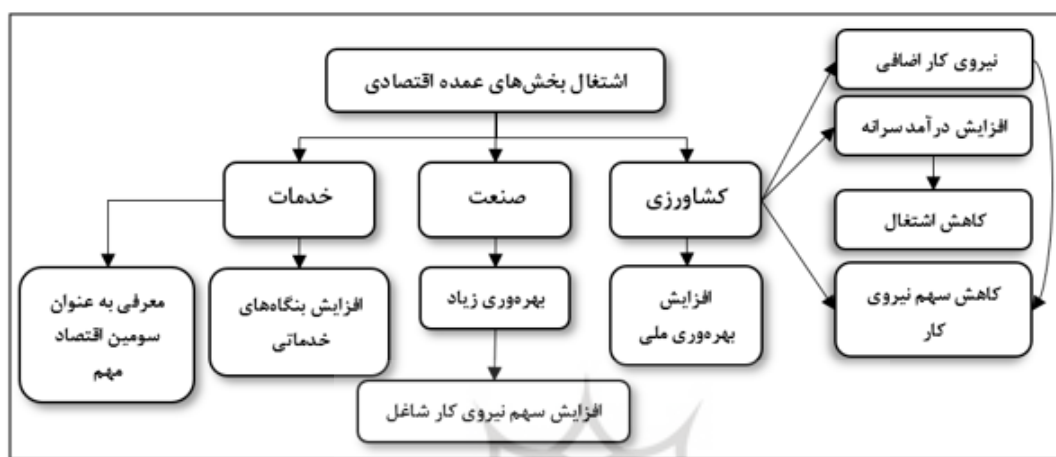 اشتغال بخش‌های عمده اقتصادی
نیروی کار اضافی
افزایش درآمد سرانه
کاهش اشتغال
کاهش سهم نیروی
کار
کشاورزی
صنعت
خدمات
افزایش
بهره‌وری ملی
بهره‌وری زیاد
افزایش سهم نیروی کار شاغل
افزایش بنگاه‌های
خدماتی
معرفی به عنوان
سومین اقتصاد
مهم